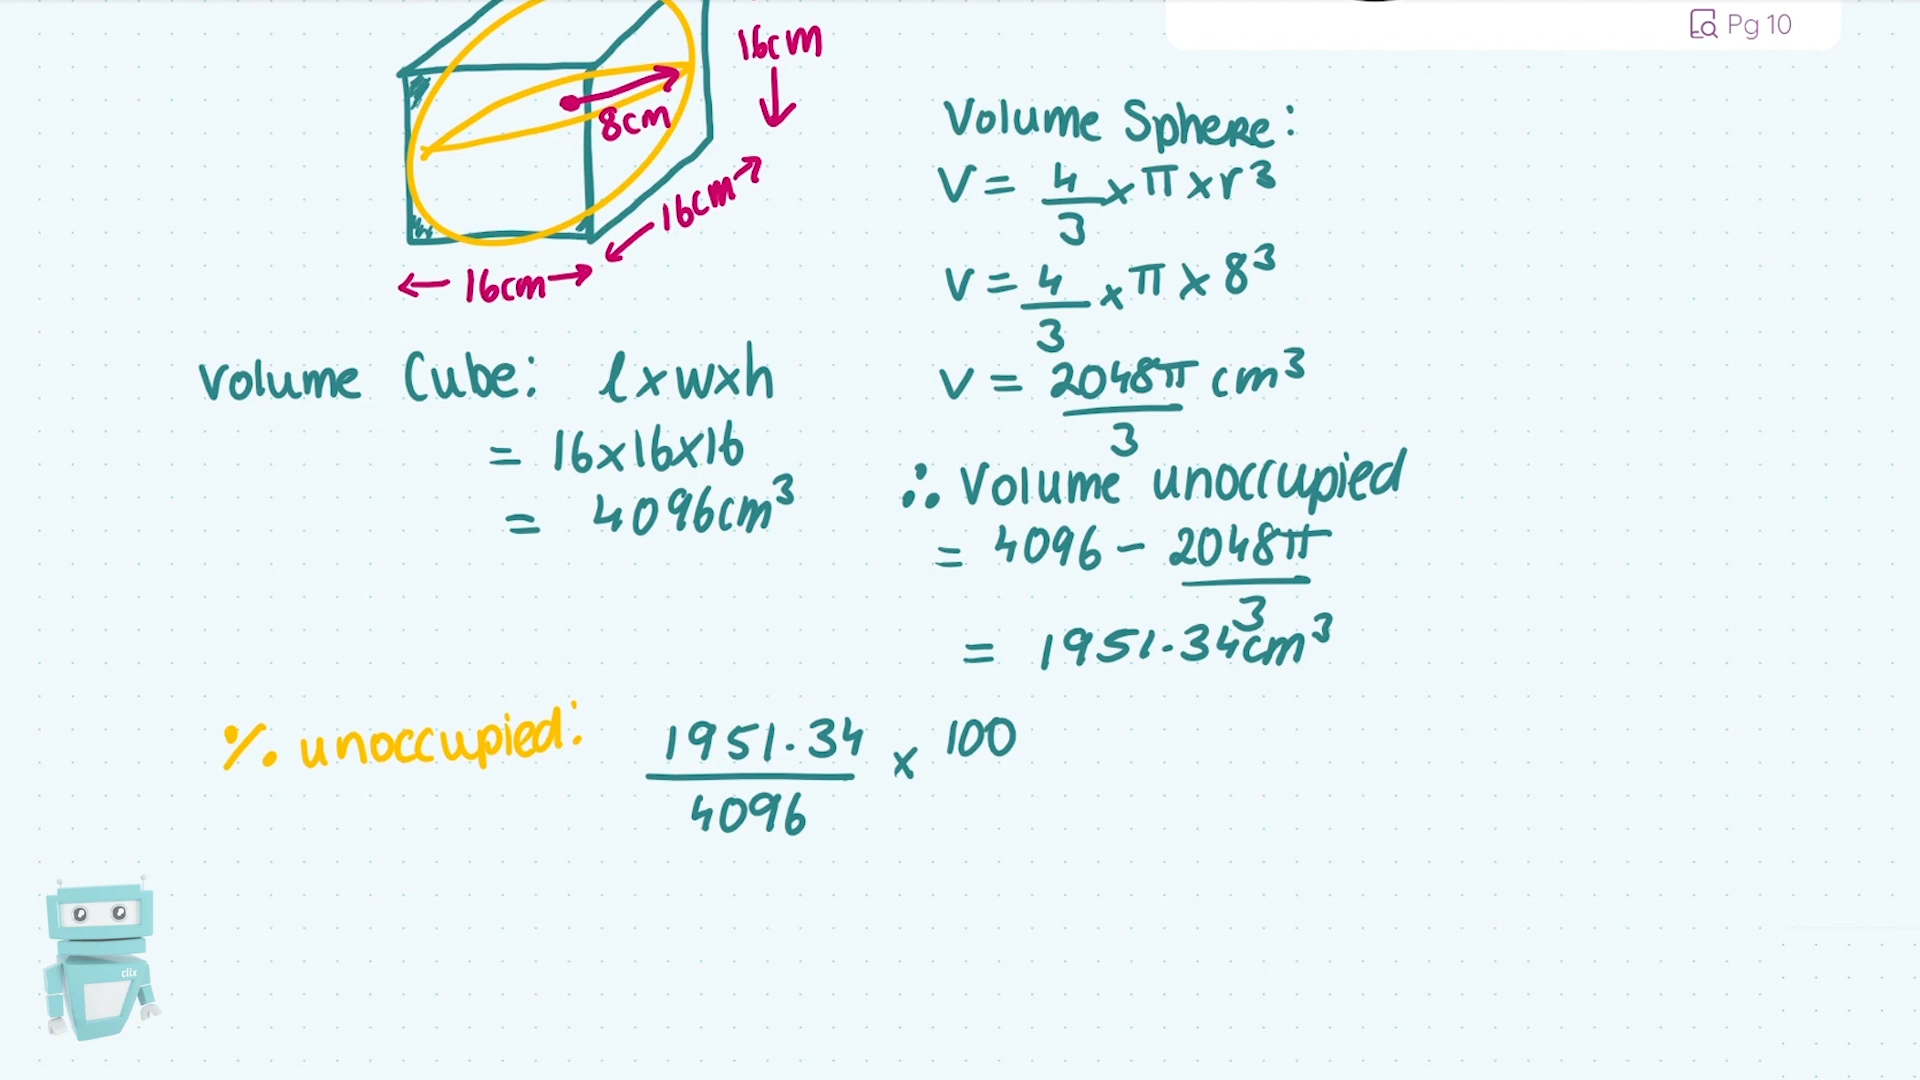 Pg 10
16cm
8cm
16cm
16cm
Volume Cube: l x w x h
= 16x16x16
= 4096cm³
Volume Sphere:
V = 4/3 x π x r³
V = 4/3 x π x 8³
V = 2048π/3 cm³
∴ Volume unoccupied
= 4096 - 2048π/3
= 1951.34cm³
% unoccupied: 1951.34/4096 x 100
clix